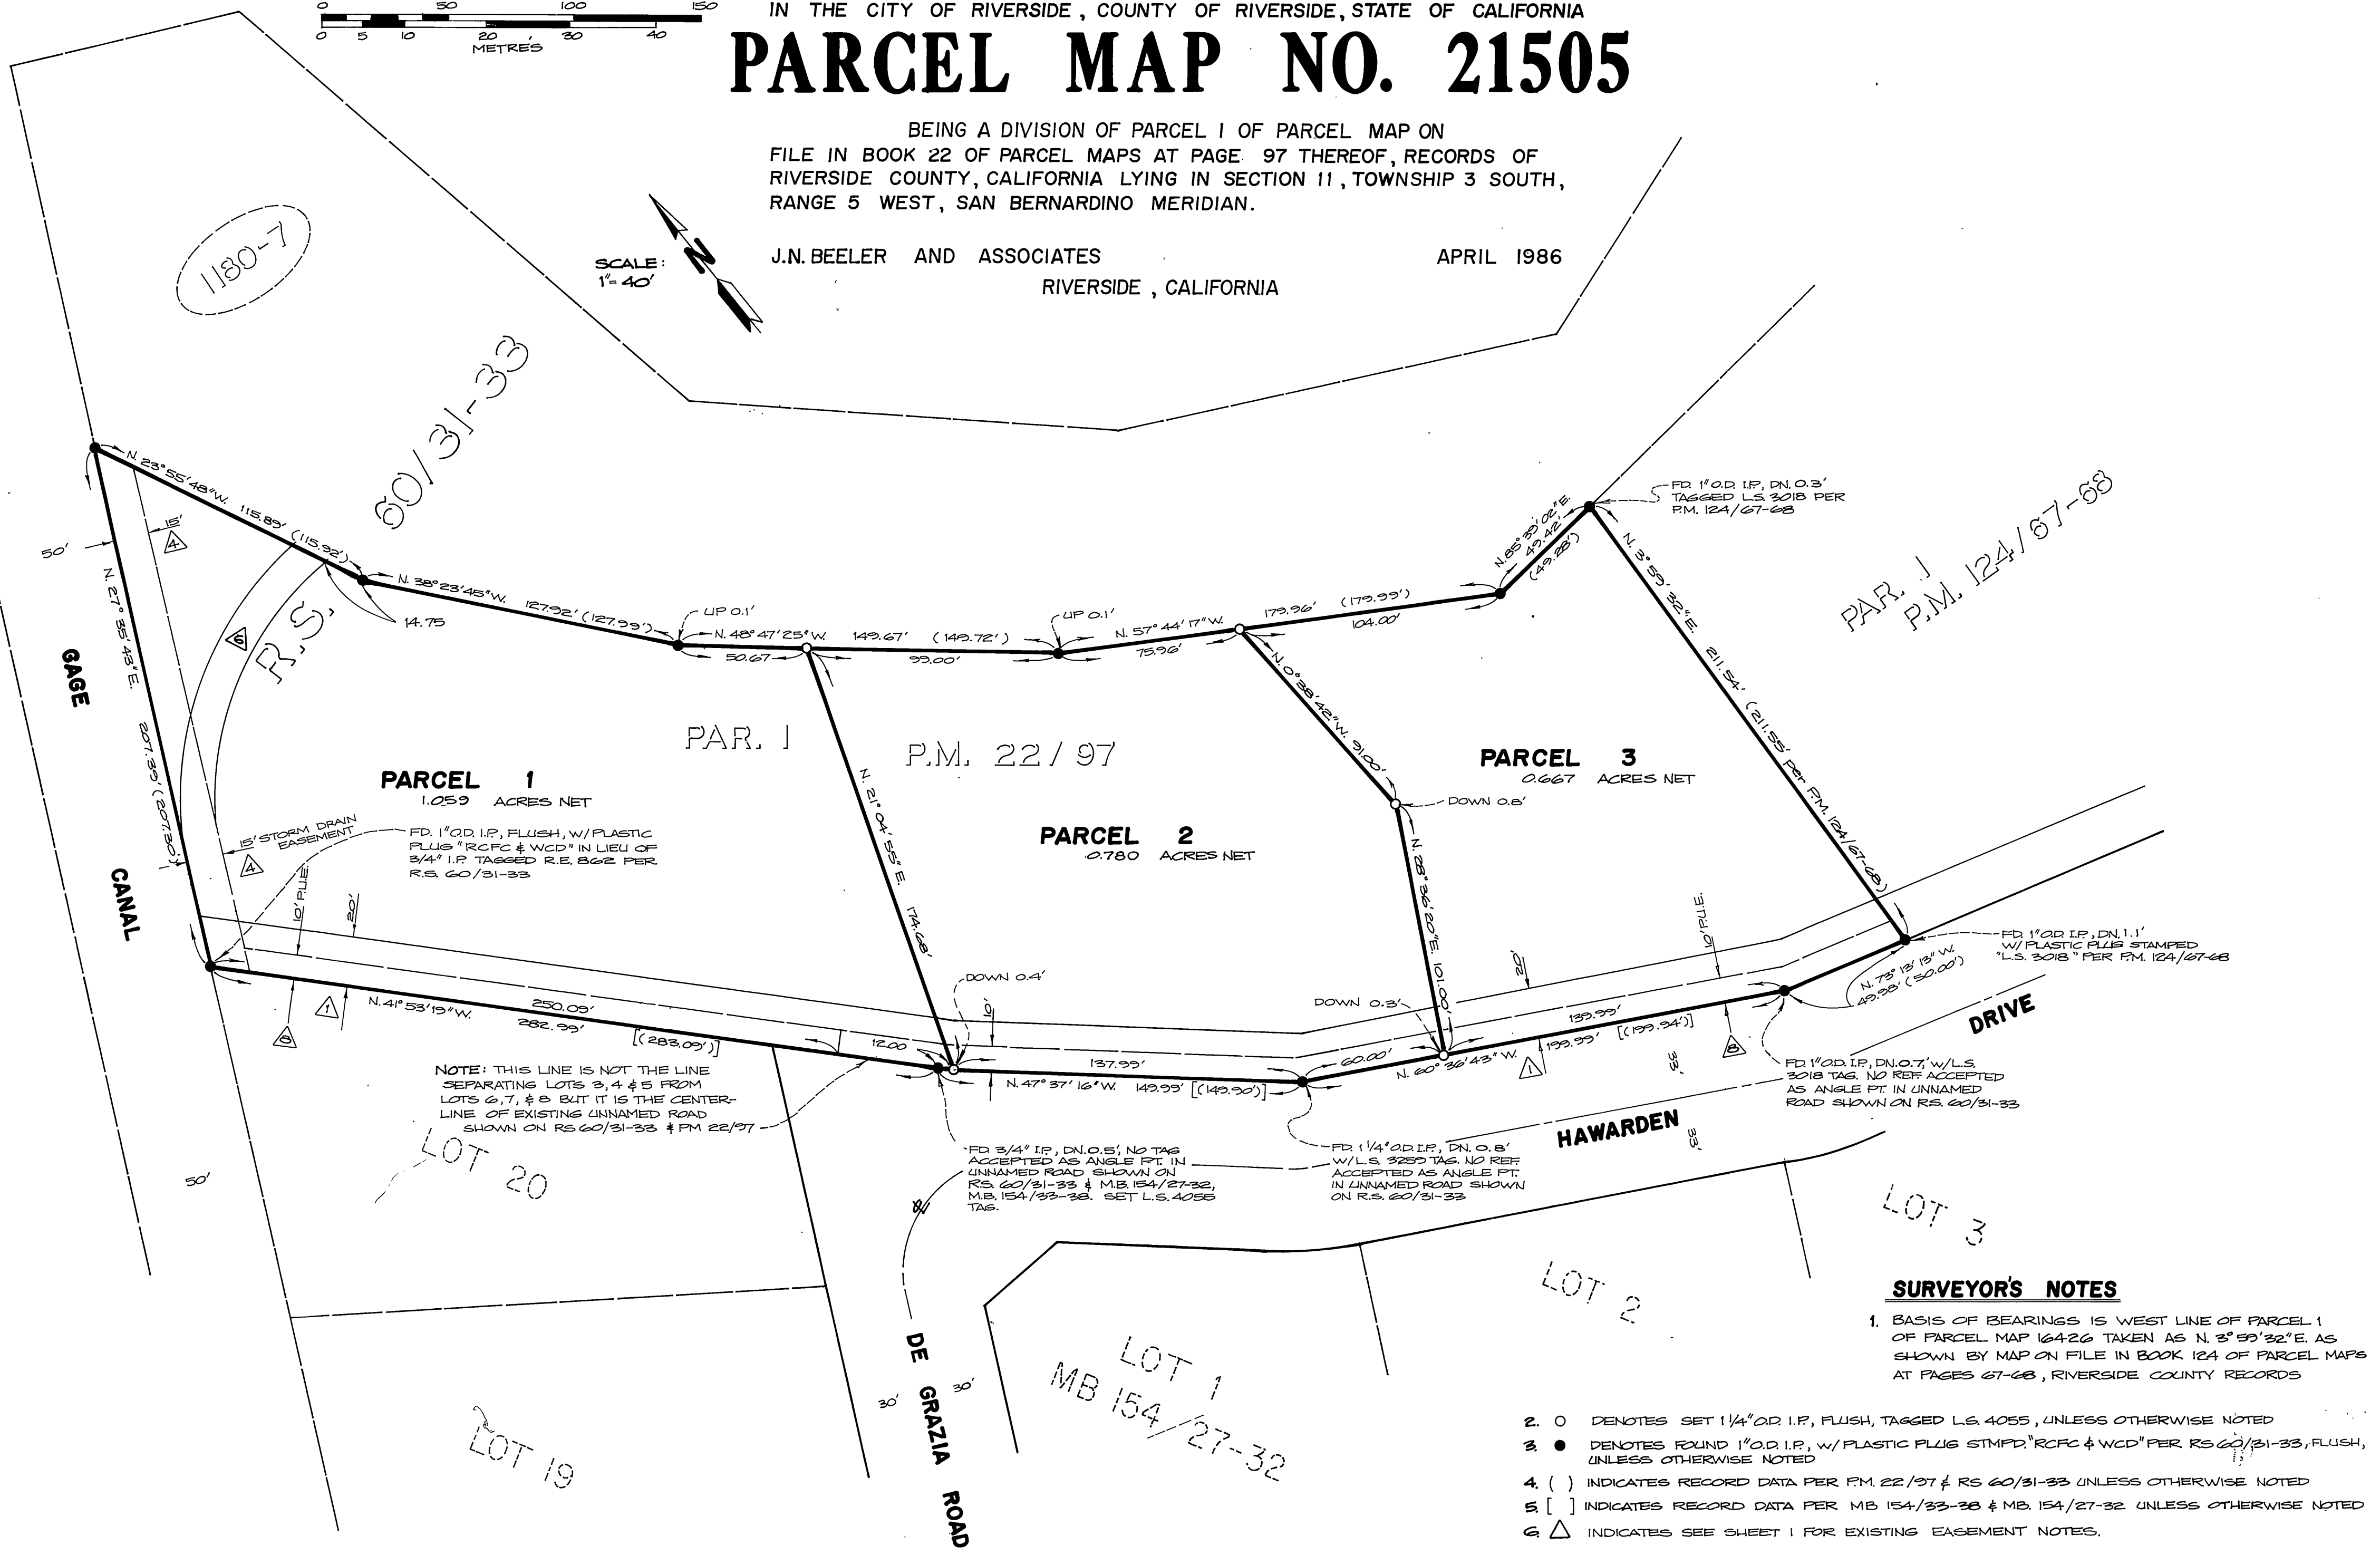 0 50 100 150
0 5 10 20 30 40
METRES
IN THE CITY OF RIVERSIDE, COUNTY OF RIVERSIDE, STATE OF CALIFORNIA
PARCEL MAP NO. 21505
BEING A DIVISION OF PARCEL 1 OF PARCEL MAP ON
FILE IN BOOK 22 OF PARCEL MAPS AT PAGE 97 THEREOF, RECORDS OF
RIVERSIDE COUNTY, CALIFORNIA LYING IN SECTION 11, TOWNSHIP 3 SOUTH,
RANGE 5 WEST, SAN BERNARDINO MERIDIAN.
J.N. BEELER AND ASSOCIATES APRIL 1986
RIVERSIDE, CALIFORNIA
SCALE:
1"=40'
N
1180-7
R.S. 60/31-33
N. 23°55'48"W. 115.89' (115.92')
15'
4
50'
N. 27°35'43"E. 207.39' (207.30')
6
14.75
N. 38°23'45"W. 127.92' (127.99')
UP 0.1'
N. 48°47'25"W. 149.67' (149.72')
50.67
99.00'
UP 0.1'
N. 57°44'17"W. 179.96' (179.99')
75.96'
104.00'
N. 85°39'02"E.
49.42'
(49.28')
FD. 1" O.D. I.P., DN. 0.3'
TAGGED L.S. 3018 PER
P.M. 124/67-68
N. 3°59'32"E. 211.54' (211.55' per P.M. 124/67-68)
PAR. 1
P.M. 124/67-68
GAGE
CANAL
PAR. 1
P.M. 22/97
PARCEL 1
1.059 ACRES NET
PARCEL 2
0.780 ACRES NET
PARCEL 3
0.667 ACRES NET
N. 21°04'55"E. 174.68'
N. 0°38'42"W. 91.00'
DOWN 0.8'
N. 28°36'20"E. 101.00'
15' STORM DRAIN
EASEMENT
4
FD. 1" O.D. I.P., FLUSH, W/PLASTIC
PLUG "RCFC & WCD" IN LIEU OF
3/4" I.P. TAGGED R.E. 862 PER
R.S. 60/31-33
10' P.U.E.
20'
DOWN 0.4'
10'
DOWN 0.3'
20'
10' P.U.E.
FD. 1" O.D. I.P., DN. 1.1'
W/PLASTIC PLUG STAMPED
"L.S. 3018" PER P.M. 124/67-68
N. 73°13'13"W.
49.98' (50.00')
8
1
N. 41°53'19"W.
250.09'
282.99' [(283.09')]
12.00
137.99'
N. 47°37'16"W. 149.99' [(149.90')]
60.00'
139.99'
N. 60°36'43"W. 199.99' [(199.94')]
1
8
33'
33'
HAWARDEN
DRIVE
NOTE: THIS LINE IS NOT THE LINE
SEPARATING LOTS 3, 4 & 5 FROM
LOTS 6, 7, & 8 BUT IT IS THE CENTER-
LINE OF EXISTING UNNAMED ROAD
SHOWN ON RS 60/31-33 & PM 22/97
FD. 3/4" I.P., DN. 0.5', NO TAG
ACCEPTED AS ANGLE PT. IN
UNNAMED ROAD SHOWN ON
R.S. 60/31-33 & M.B. 154/27-32,
M.B. 154/33-38. SET L.S. 4055
TAG.
FD. 1 1/4" O.D. I.P., DN. 0.8'
W/L.S. 3259 TAG. NO REF.
ACCEPTED AS ANGLE PT.
IN UNNAMED ROAD SHOWN
ON R.S. 60/31-33
FD. 1" O.D. I.P., DN. 0.7', W/L.S.
3018 TAG. NO REF. ACCEPTED
AS ANGLE PT. IN UNNAMED
ROAD SHOWN ON R.S. 60/31-33
LOT 20
50'
LOT 19
30'
30'
DE GRAZIA ROAD
LOT 1
MB 154/27-32
LOT 2
LOT 3
SURVEYOR'S NOTES
1. BASIS OF BEARINGS IS WEST LINE OF PARCEL 1
OF PARCEL MAP 16426 TAKEN AS N. 3°59'32"E. AS
SHOWN BY MAP ON FILE IN BOOK 124 OF PARCEL MAPS
AT PAGES 67-68, RIVERSIDE COUNTY RECORDS
2. ○ DENOTES SET 1 1/4" O.D. I.P., FLUSH, TAGGED L.S. 4055, UNLESS OTHERWISE NOTED
3. ● DENOTES FOUND 1" O.D. I.P., W/PLASTIC PLUG STMPD. "RCFC & WCD" PER RS 60/31-33, FLUSH,
UNLESS OTHERWISE NOTED
4. ( ) INDICATES RECORD DATA PER P.M. 22/97 & RS 60/31-33 UNLESS OTHERWISE NOTED
5. [ ] INDICATES RECORD DATA PER MB 154/33-38 & MB. 154/27-32 UNLESS OTHERWISE NOTED
6. △ INDICATES SEE SHEET 1 FOR EXISTING EASEMENT NOTES.